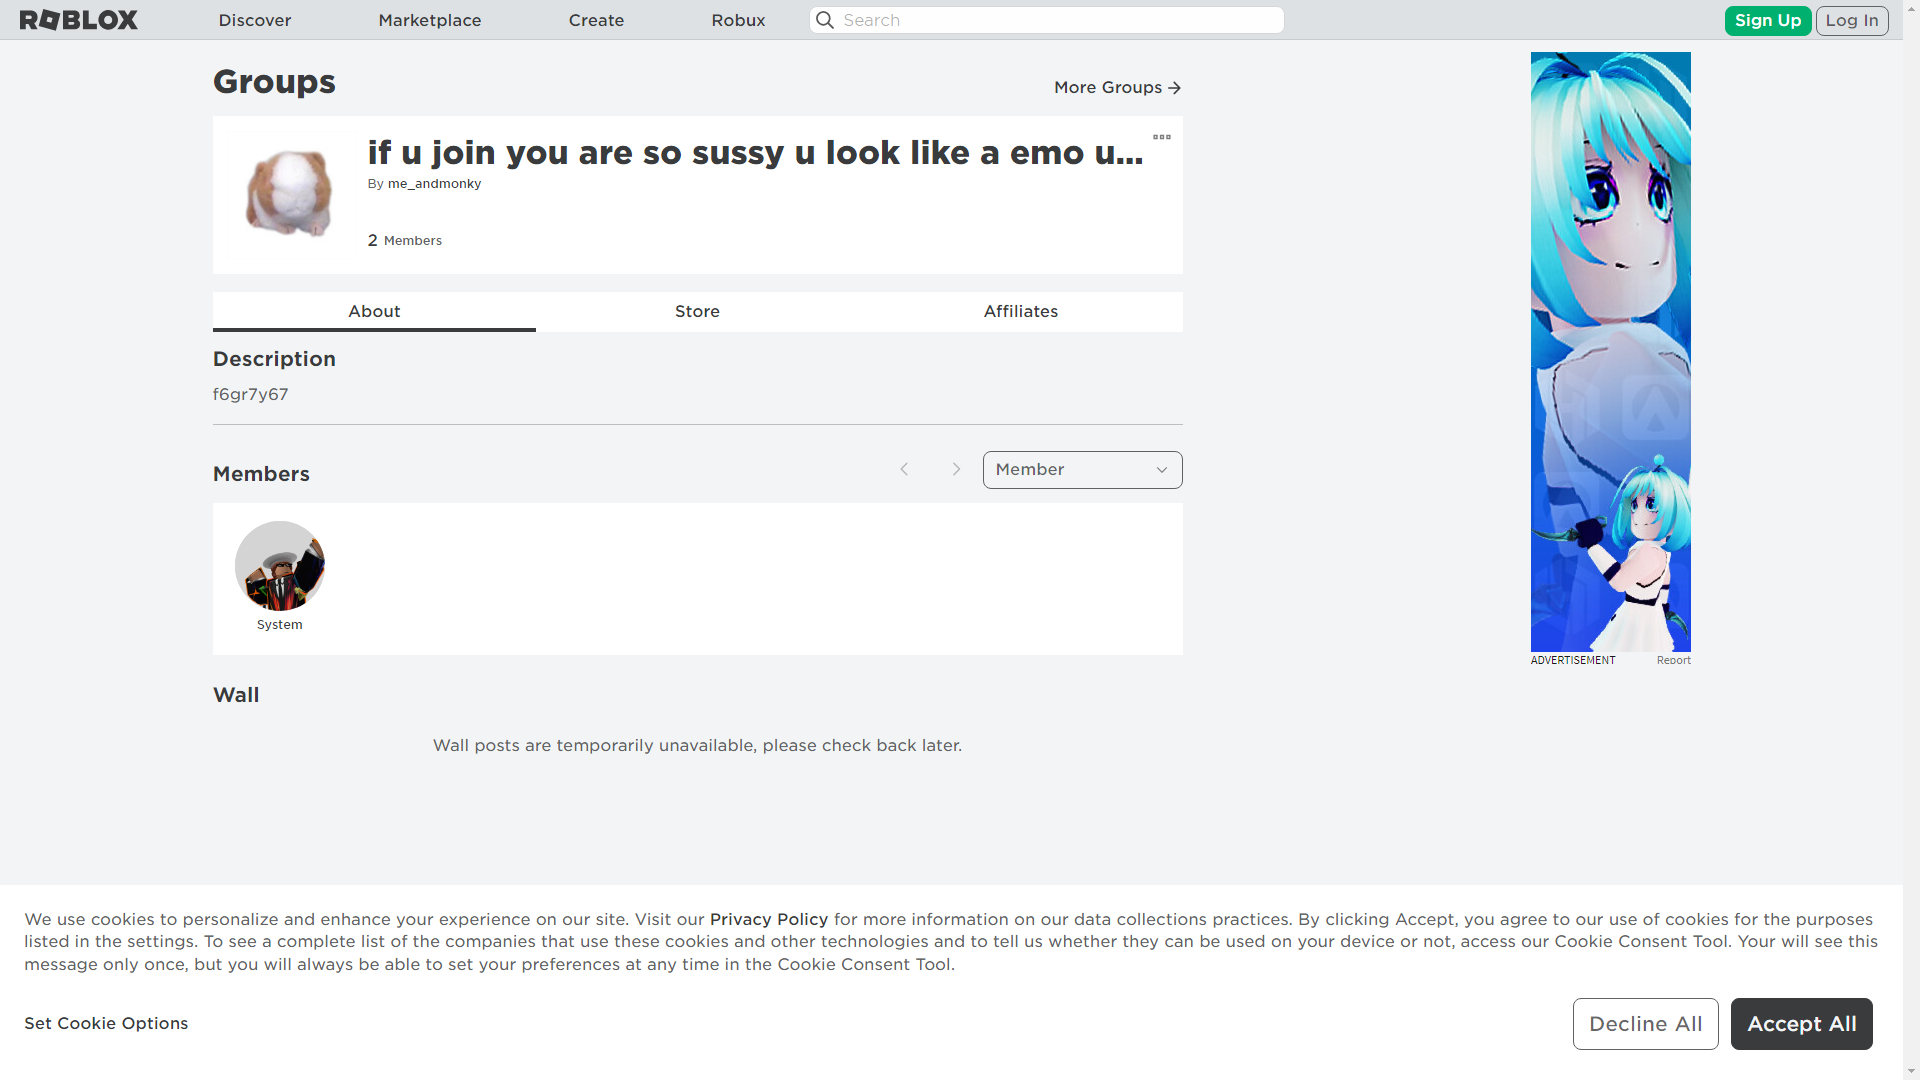 ROBLOX
Discover
Marketplace
Create
Robux
Search
Sign Up
Log In
Groups
More Groups
if u join you are so sussy u look like a emo u...
By me_andmonky
2 Members
About
Store
Affiliates
Description
f6gr7y67
Members
Member
System
ADVERTISEMENT
Report
Wall
Wall posts are temporarily unavailable, please check back later.
We use cookies to personalize and enhance your experience on our site. Visit our Privacy Policy for more information on our data collections practices. By clicking Accept, you agree to our use of cookies for the purposes
listed in the settings. To see a complete list of the companies that use these cookies and other technologies and to tell us whether they can be used on your device or not, access our Cookie Consent Tool. Your will see this
message only once, but you will always be able to set your preferences at any time in the Cookie Consent Tool.
Set Cookie Options
Decline All
Accept All